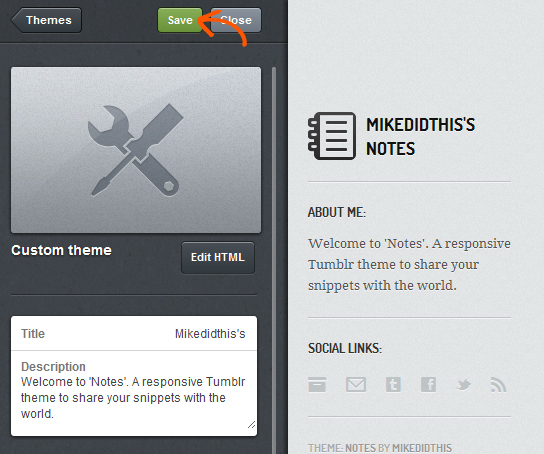 Themes
Save
Close
Custom theme
Edit HTML
Title Mikedidthis's
Description
Welcome to 'Notes'. A responsive Tumblr
theme to share your snippets with the
world.
MIKEDIDTHIS'S
NOTES
ABOUT ME:
Welcome to 'Notes'. A responsive
Tumblr theme to share your
snippets with the world.
SOCIAL LINKS:
THEME: NOTES BY MIKEDIDTHIS